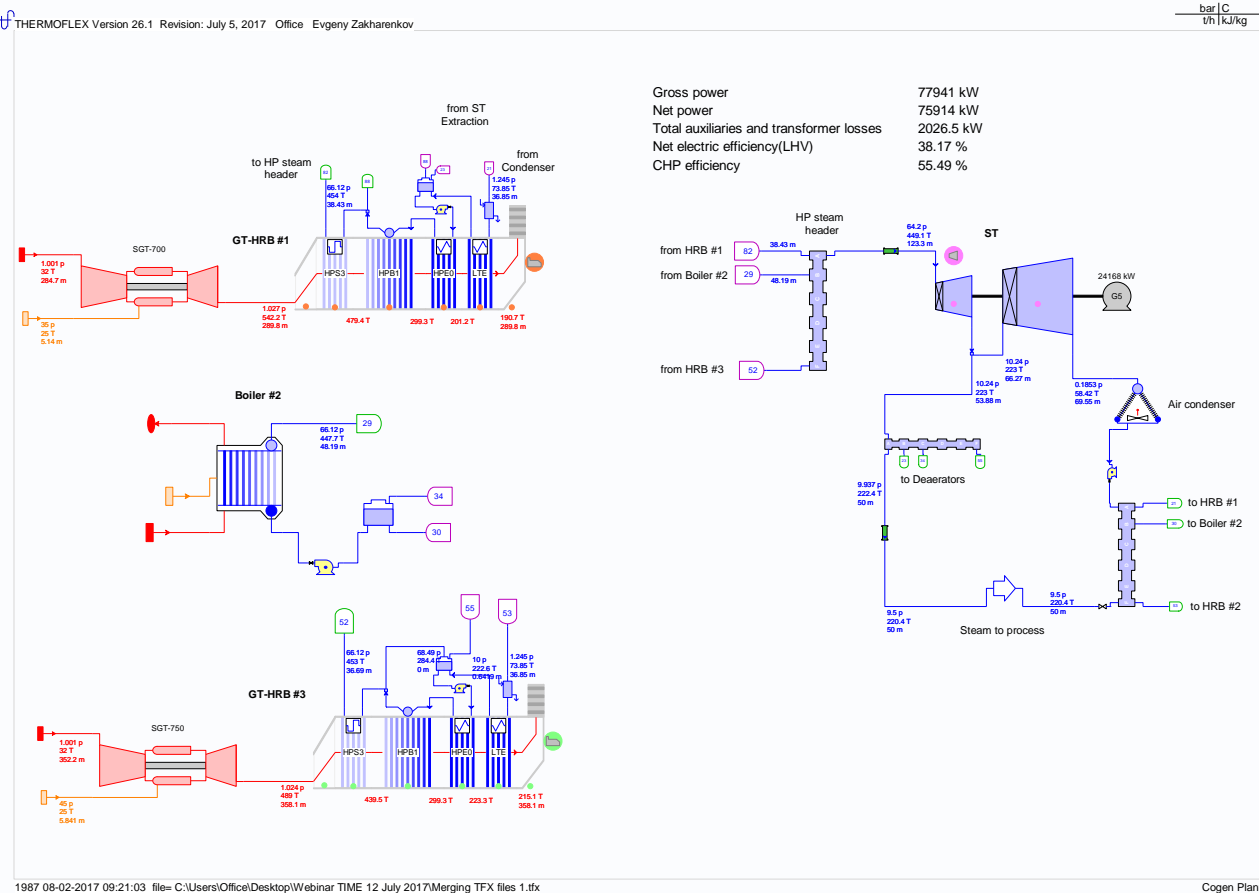 THERMOFLEX Version 26.1 Revision: July 5, 2017 Office Evgeny Zakharenkov
bar C
t/h kJ/kg
Gross power 77941 kW
Net power 75914 kW
Total auxiliaries and transformer losses 2026.5 kW
Net electric efficiency(LHV) 38.17 %
CHP efficiency 55.49 %
from ST
Extraction
to HP steam
header
from
Condenser
66.12 p
454 T
38.43 m
1.245 p
73.85 T
36.85 m
GT-HRB #1
SGT-700
1.001 p
32 T
284.7 m
35 p
25 T
5.14 m
HPS3
HPB1
HPE0
LTE
1.027 p
542.2 T
289.8 m
479.4 T
299.3 T
201.2 T
190.7 T
289.8 m
Boiler #2
66.12 p
447.7 T
48.19 m
29
34
30
52
55
53
66.12 p
453 T
36.69 m
68.49 p
284.4
0 m
10 p
222.6 T
0.6419 m
1.245 p
73.85 T
36.85 m
GT-HRB #3
SGT-750
1.001 p
32 T
352.2 m
45 p
25 T
5.841 m
HPS3
HPB1
HPE0
LTE
1.024 p
489 T
358.1 m
439.5 T
299.3 T
223.3 T
215.1 T
358.1 m
HP steam
header
from HRB #1
82
38.43 m
from Boiler #2
29
48.19 m
from HRB #3
52
64.2 p
449.1 T
123.3 m
ST
24168 kW
G5
10.24 p
223 T
66.27 m
10.24 p
223 T
53.88 m
0.1853 p
58.42 T
69.55 m
Air condenser
to Deaerators
9.937 p
222.4 T
50 m
9.5 p
220.4 T
50 m
Steam to process
9.5 p
220.4 T
50 m
to HRB #1
to Boiler #2
to HRB #2
1987 08-02-2017 09:21:03 file= C:\Users\Office\Desktop\Webinar TIME 12 July 2017\Merging TFX files 1.tfx
Cogen Plan